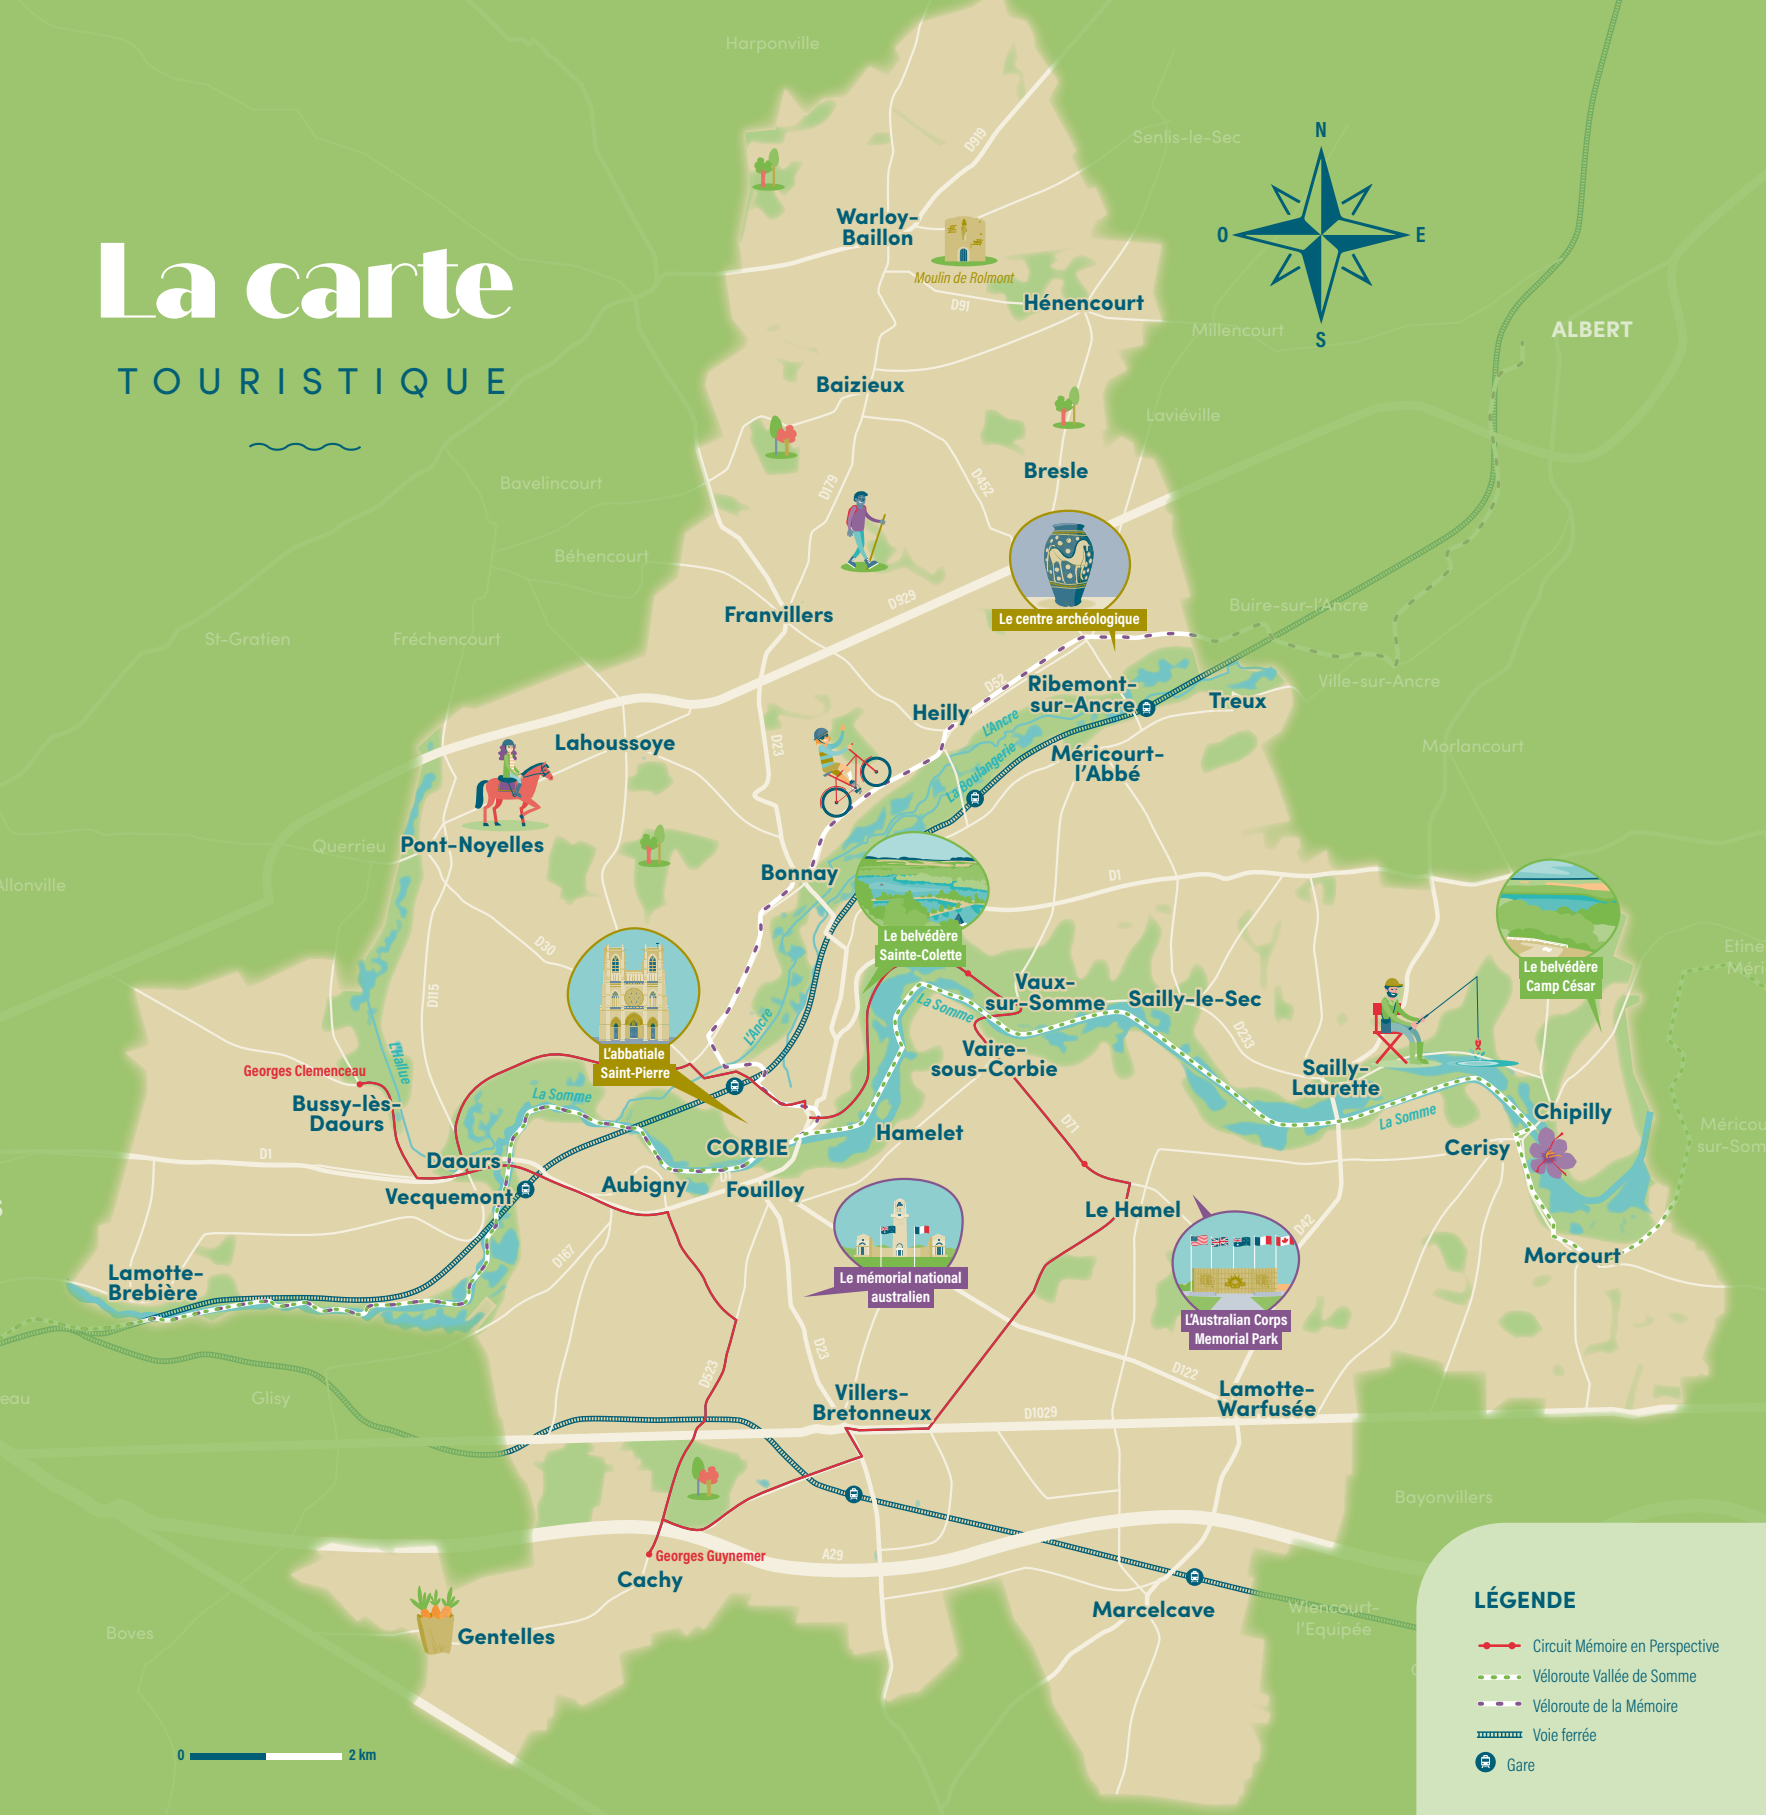 La carte
TOURISTIQUE
Harponville
Senlis-le-Sec
D919
N
O
E
S
Warloy-
Baillon
Moulin de Rolmont
D91
Hénencourt
Millencourt
ALBERT
Baizieux
Laviéville
Bresle
D179
D452
Bavelincourt
Béhencourt
Franvillers
D929
Le centre archéologique
Buire-sur-l'Ancre
St-Gratien
Fréchencourt
D52
Ribemont-
sur-Ancre
Treux
Ville-sur-Ancre
Heilly
L'Ancre
Lahoussoye
D23
La Boulangerie
Méricourt-
l'Abbé
D523
Morlancourt
Querrieu
Pont-Noyelles
Bonnay
D1
Allonville
Le belvédère
Sainte-Colette
D30
Le belvédère
Camp César
D115
Vaux-
sur-Somme
Sailly-le-Sec
La Somme
L'Ancre
D233
L'abbatiale
Saint-Pierre
Vaire-
sous-Corbie
Georges Clemenceau
L'Hallue
Sailly-
Laurette
La Somme
Bussy-lès-
Daours
La Somme
Chipilly
D71
Hamelet
CORBIE
Cerisy
D1
Daours
Vecquemont
Aubigny
D1
Fouilloy
Le Hamel
D42
D167
Morcourt
Lamotte-
Brebière
Le mémorial national
australien
L'Australian Corps
Memorial Park
D23
D523
D122
Glisy
Villers-
Bretonneux
D1029
Lamotte-
Warfusée
Bayonvillers
Georges Guynemer
A29
Cachy
Marcelcave
Wiencourt-
l'Equipée
Boves
Gentelles
0
2 km
LÉGENDE
Circuit Mémoire en Perspective
Véloroute Vallée de Somme
Véloroute de la Mémoire
Voie ferrée
Gare